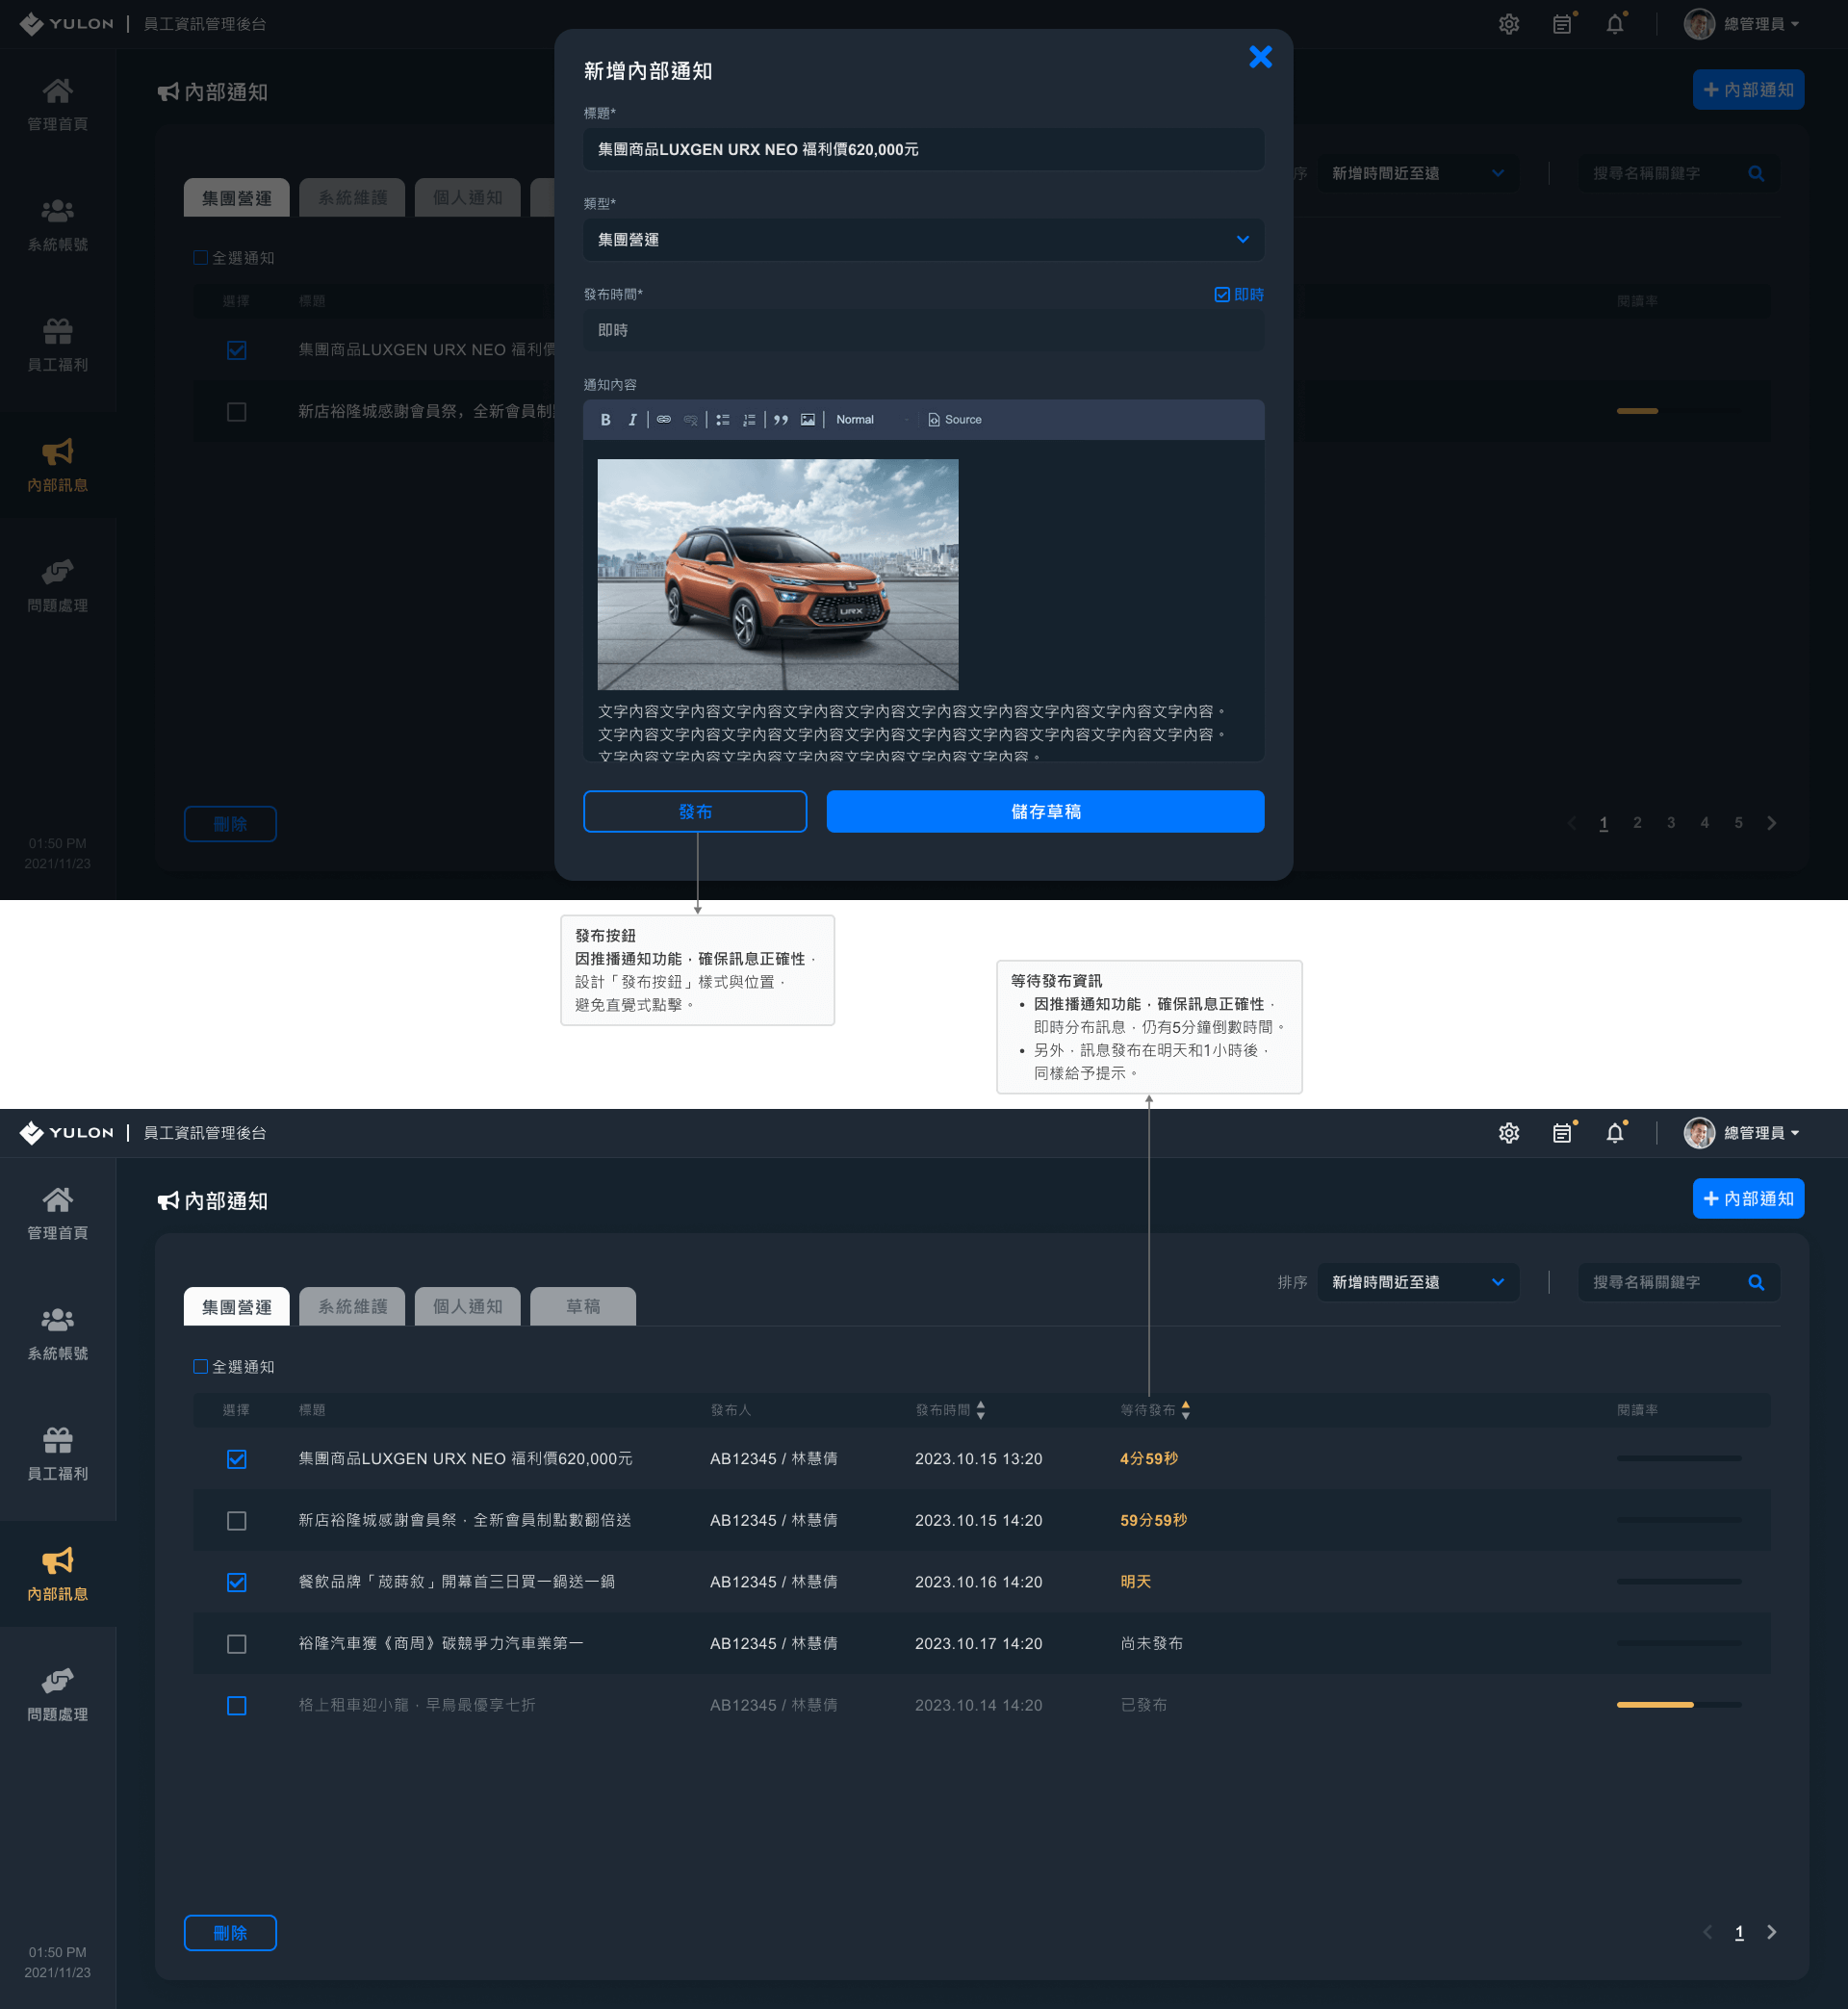 YULON
員工資訊管理後台
總管理員
管理首頁
系統帳號
員工福利
內部訊息
問題處理
01:50 PM
2021/11/23
內部通知
內部通知
集團營運
系統維護
個人通知
序
新增時間近至遠
搜尋名稱關鍵字
全選通知
選擇
標題
閱讀率
集團商品LUXGEN URX NEO 福利價
新店裕隆城感謝會員祭，全新會員制
刪除
1
2
3
4
5
新增內部通知
標題*
集團商品LUXGEN URX NEO 福利價620,000元
類型*
集團營運
發布時間*
即時
即時
通知內容
B I Normal Source
URX
文字內容文字內容文字內容文字內容文字內容文字內容文字內容文字內容文字內容文字內容。
文字內容文字內容文字內容文字內容文字內容文字內容文字內容文字內容文字內容文字內容。
文字內容文字內容文字內容文字內容文字內容文字內容文字內容。
發布
儲存草稿
發布按鈕
因推播通知功能，確保訊息正確性，
設計「發布按鈕」樣式與位置，
避免直覺式點擊。
等待發布資訊
• 因推播通知功能，確保訊息正確性，
即時分布訊息，仍有5分鐘倒數時間。
• 另外，訊息發布在明天和1小時後，
同樣給予提示。
YULON
員工資訊管理後台
總管理員
管理首頁
系統帳號
員工福利
內部訊息
問題處理
01:50 PM
2021/11/23
內部通知
內部通知
集團營運
系統維護
個人通知
草稿
排序
新增時間近至遠
搜尋名稱關鍵字
全選通知
選擇 標題 發布人 發布時間 等待發布 閱讀率
集團商品LUXGEN URX NEO 福利價620,000元 AB12345 / 林慧倩 2023.10.15 13:20 4分59秒
新店裕隆城感謝會員祭，全新會員制點數翻倍送 AB12345 / 林慧倩 2023.10.15 14:20 59分59秒
餐飲品牌「荿蒔敘」開幕首三日買一鍋送一鍋 AB12345 / 林慧倩 2023.10.16 14:20 明天
裕隆汽車獲《商周》碳競爭力汽車業第一 AB12345 / 林慧倩 2023.10.17 14:20 尚未發布
格上租車迎小龍，早鳥最優享七折 AB12345 / 林慧倩 2023.10.14 14:20 已發布
刪除
1